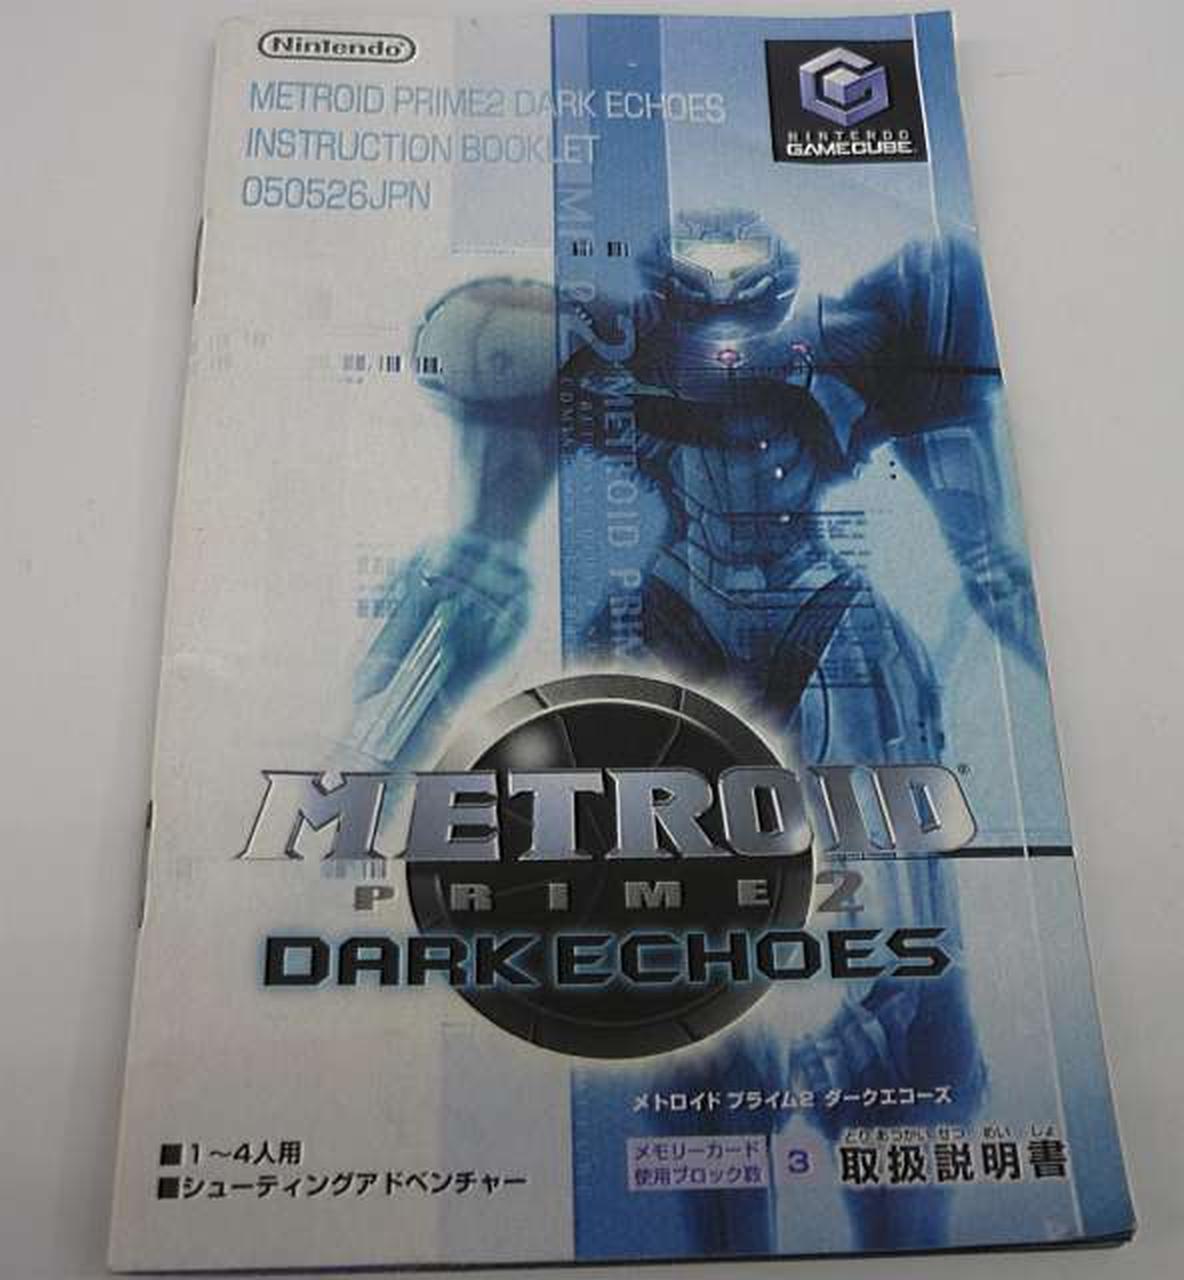 Nintendo
METROID PRIME2 DARK ECHOES
INSTRUCTION BOOKLET
050526JPN
NINTENDO
GAMECUBE
2 METROID PRIM
METROID
PRIME 2
DARK ECHOES
メトロイド プライム2 ダークエコーズ
■1～4人用
■シューティングアドベンチャー
メモリーカード
使用ブロック数
3
とりあつかいせつめいしょ
取扱説明書